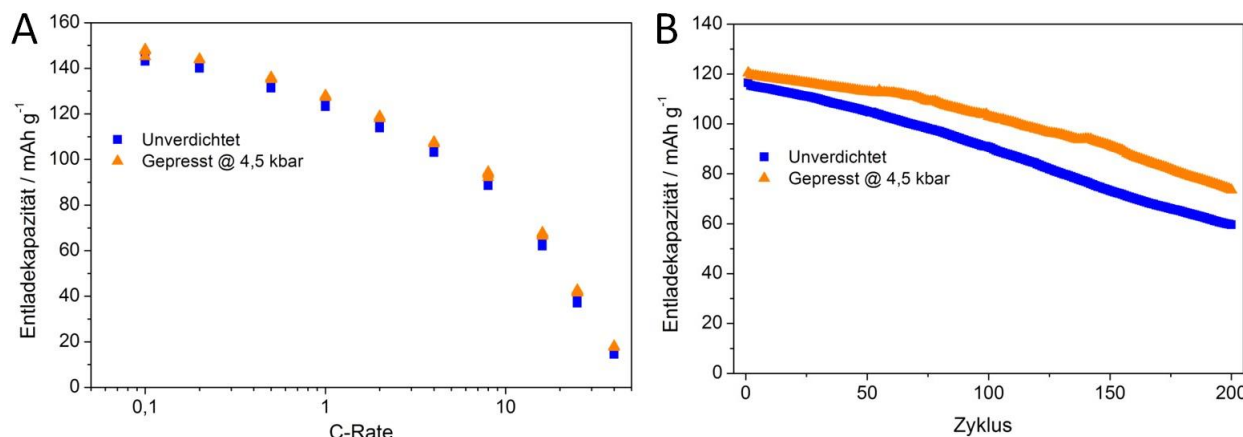 A
Entladekapazität / mAh g⁻¹
160
140
120
100
80
60
40
20
0
Unverdichtet
Gepresst @ 4,5 kbar
0,1
1
10
C-Rate
B
Entladekapazität / mAh g⁻¹
140
120
100
80
60
40
20
0
Unverdichtet
Gepresst @ 4,5 kbar
0
50
100
150
200
Zyklus